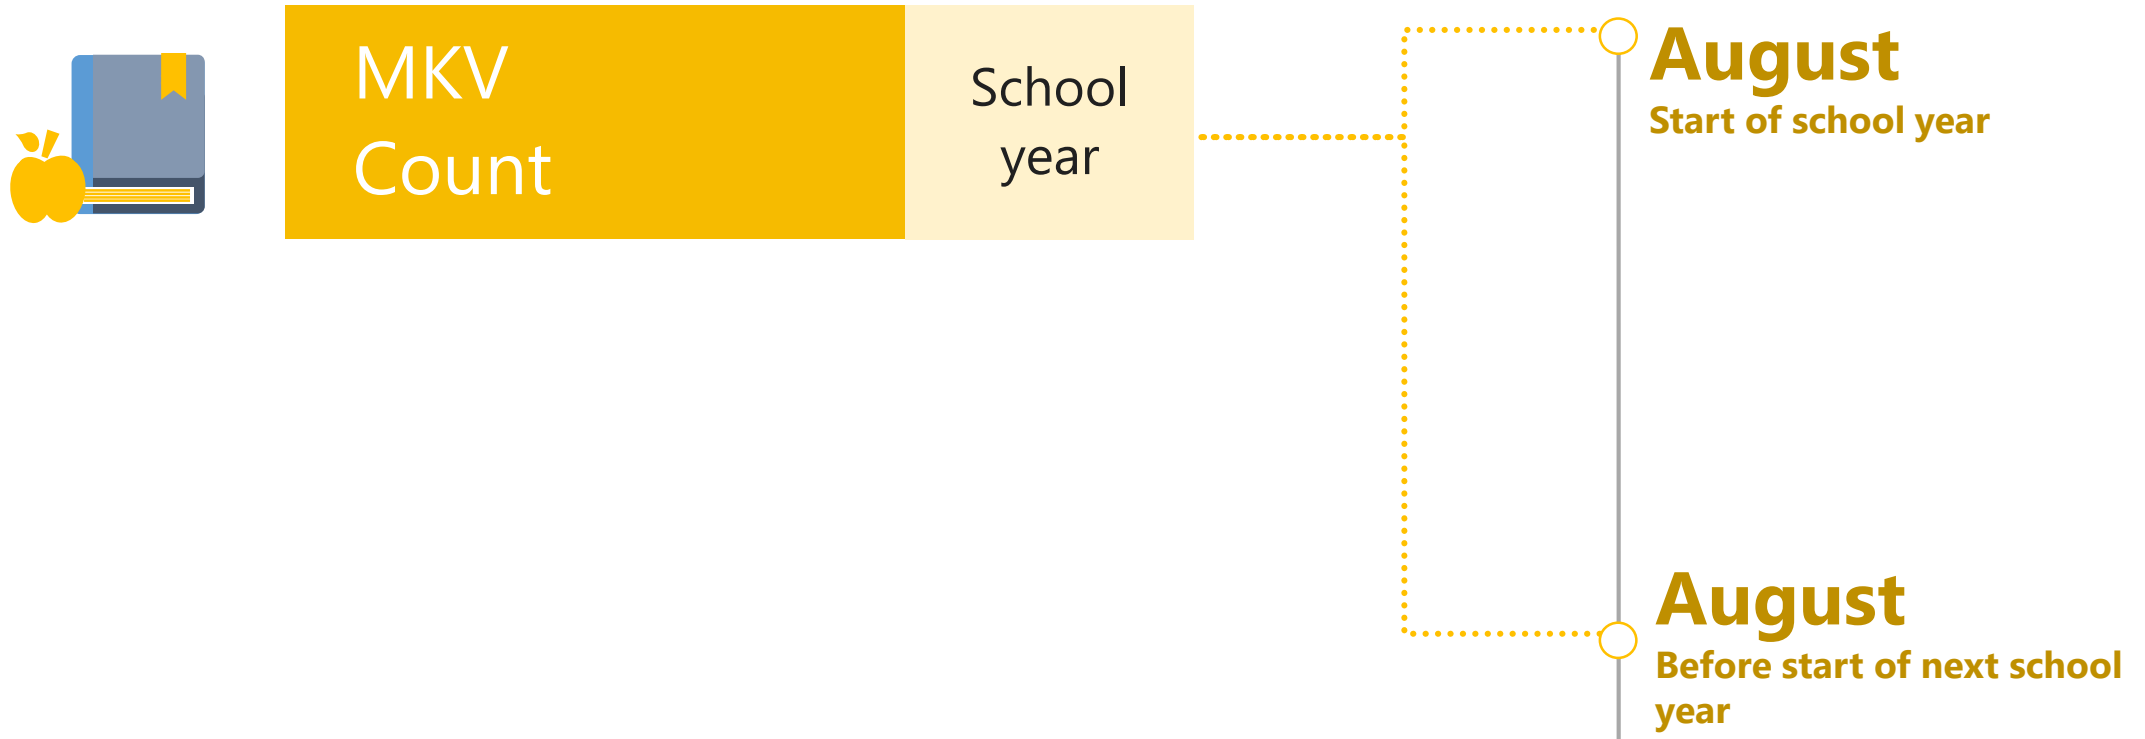 MKV
Count
School
year
August
Start of school year
August
Before start of next school
year